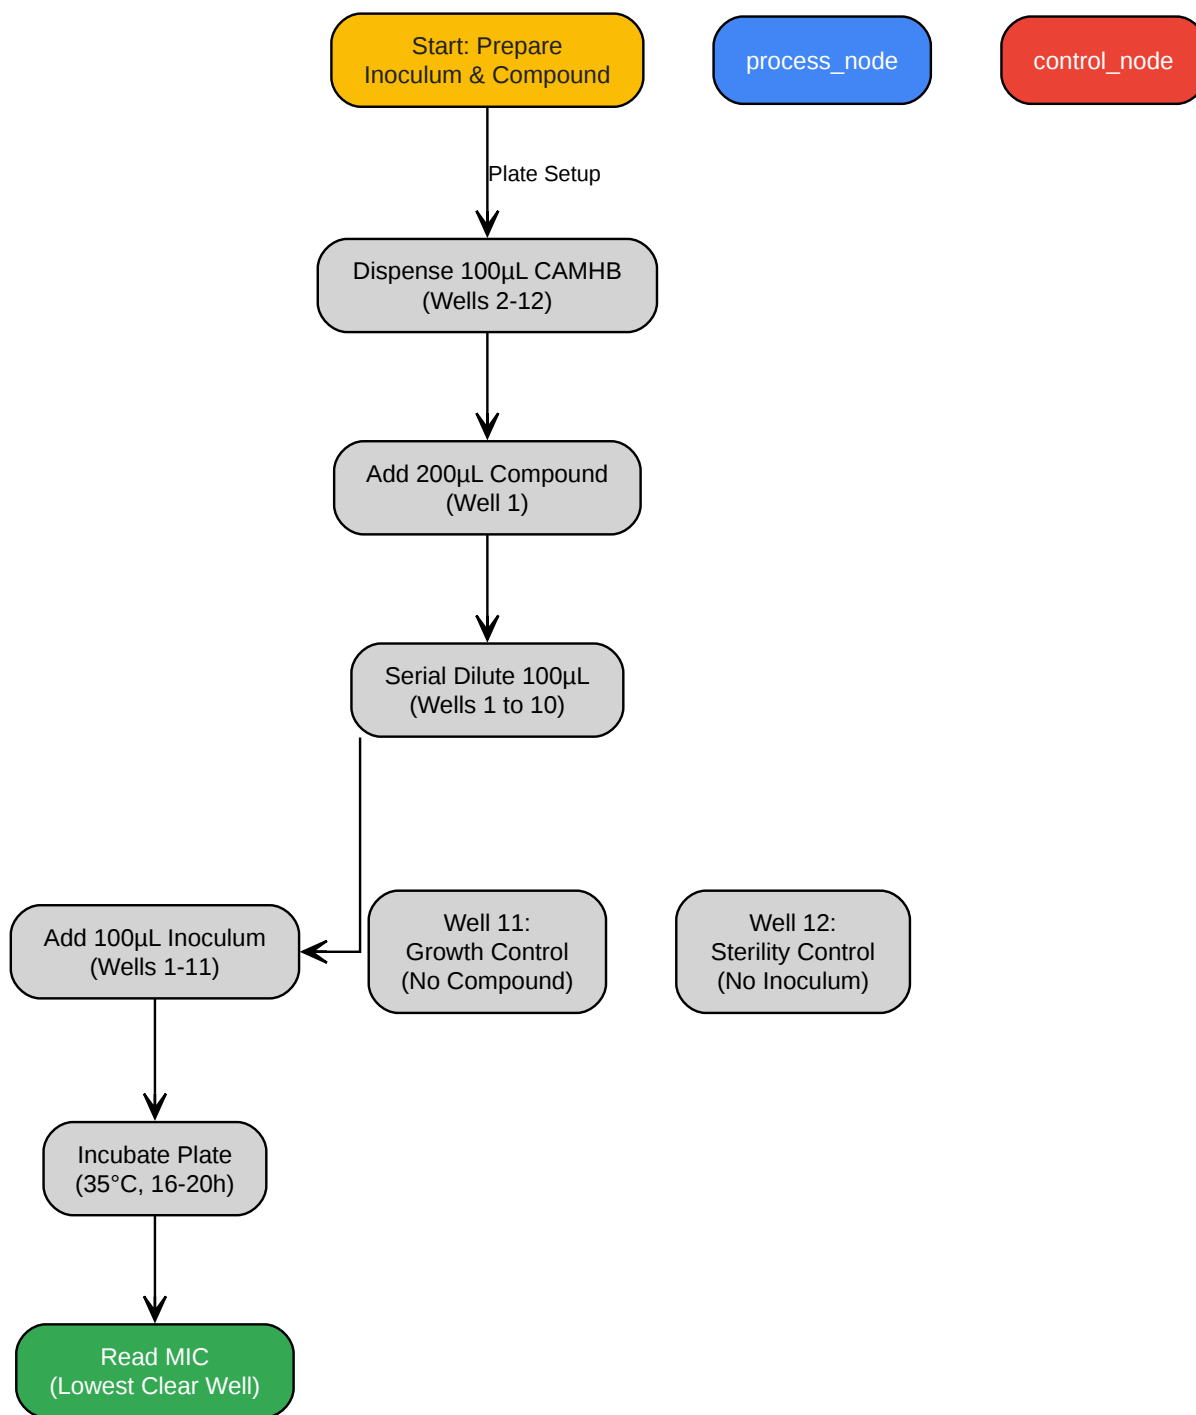 Start: Prepare
Inoculum & Compound
process_node
control_node
Plate Setup
Dispense 100µL CAMHB
(Wells 2-12)
Add 200µL Compound
(Well 1)
Serial Dilute 100µL
(Wells 1 to 10)
Add 100µL Inoculum
(Wells 1-11)
Well 11:
Growth Control
(No Compound)
Well 12:
Sterility Control
(No Inoculum)
Incubate Plate
(35°C, 16-20h)
Read MIC
(Lowest Clear Well)